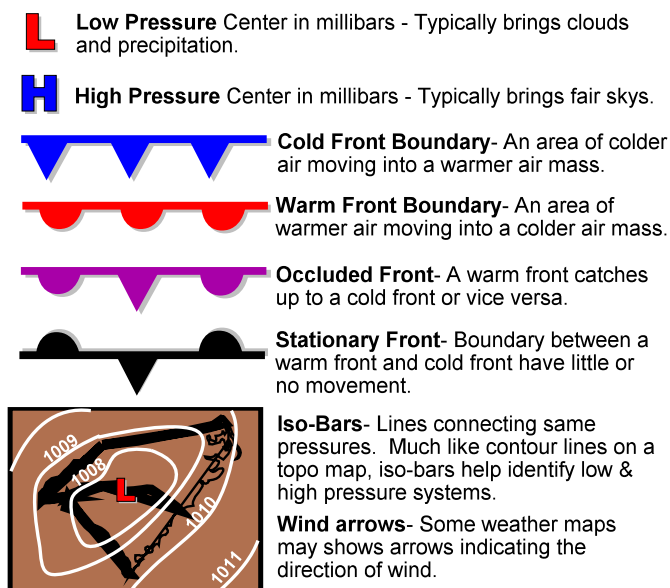 L
Low Pressure Center in millibars - Typically brings clouds
and precipitation.
H
High Pressure Center in millibars - Typically brings fair skys.
Cold Front Boundary- An area of colder
air moving into a warmer air mass.
Warm Front Boundary- An area of
warmer air moving into a colder air mass.
Occluded Front- A warm front catches
up to a cold front or vice versa.
Stationary Front- Boundary between a
warm front and cold front have little or
no movement.
Iso-Bars- Lines connecting same
pressures.  Much like contour lines on a
topo map, iso-bars help identify low &
high pressure systems.
Wind arrows- Some weather maps
may shows arrows indicating the
direction of wind.
1009
1008
L
1010
1011